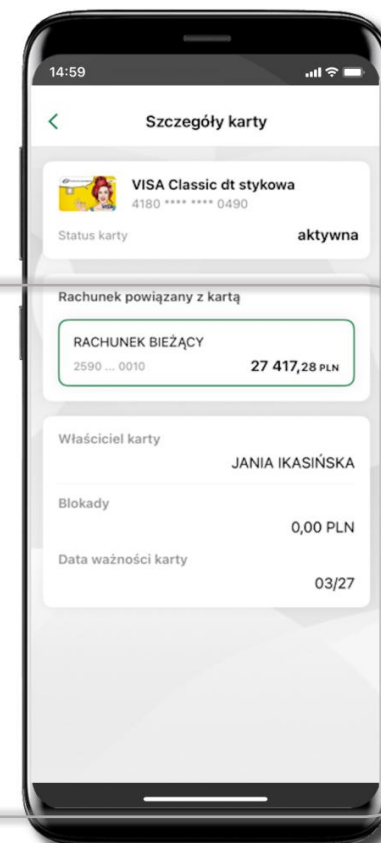 14:59
Szczegóły karty
VISA Classic dt stykowa
4180 **** **** 0490
Status karty
aktywna
Rachunek powiązany z kartą
RACHUNEK BIEŻĄCY
2590 ... 0010
27 417,28 PLN
Właściciel karty
JANIA IKASIŃSKA
Blokady
0,00 PLN
Data ważności karty
03/27